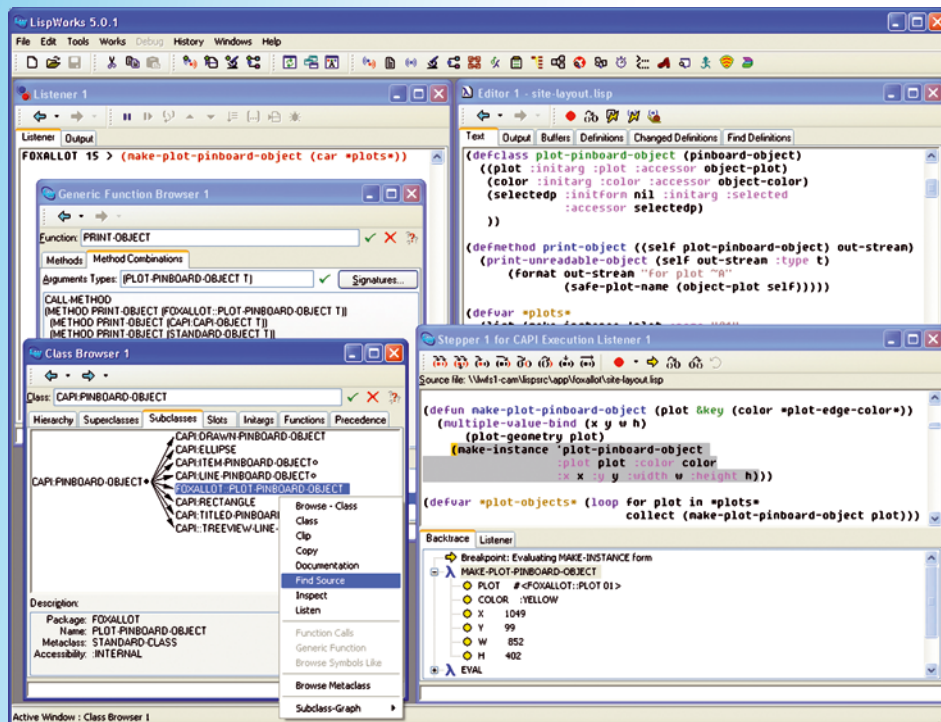 LispWorks 5.0.1
File Edit Tools Works Debug History Windows Help
Listener 1
Listener Output
FOXALLOT 15 > (make-plot-pinboard-object (car *plots*))
Generic Function Browser 1
Function: PRINT-OBJECT
Methods Method Combinations
Arguments Types: (PLOT-PINBOARD-OBJECT T) Signatures...
CALL-METHOD
(METHOD PRINT-OBJECT (FOXALLOT::PLOT-PINBOARD-OBJECT T))
(METHOD PRINT-OBJECT (CAPI:CAPI-OBJECT T))
(METHOD PRINT-OBJECT (STANDARD-OBJECT T))
Class Browser 1
Class: CAPI:PINBOARD-OBJECT
Hierarchy Superclasses Subclasses Slots Initargs Functions Precedence
CAPI:PINBOARD-OBJECT
CAPI:DRAWN-PINBOARD-OBJECT
CAPI:ELLIPSE
CAPI:ITEM-PINBOARD-OBJECT
CAPI:LINE-PINBOARD-OBJECT
FOXALLOT::PLOT-PINBOARD-OBJECT
CAPI:RECTANGLE
CAPI:TITLED-PINBOARD
CAPI::TREEVIEW-LINE-
Browse - Class
Class
Clip
Copy
Documentation
Find Source
Inspect
Listen
Function Calls
Generic Function
Browse Symbols Like
Browse Metaclass
Subclass-Graph
Description:
Package: FOXALLOT
Name: PLOT-PINBOARD-OBJECT
Metaclass: STANDARD-CLASS
Accessibility: :INTERNAL
Editor 1 - site-layout.lisp
Text Output Buffers Definitions Changed Definitions Find Definitions
(defclass plot-pinboard-object (pinboard-object)
((plot :initarg :plot :accessor object-plot)
(color :initarg :color :accessor object-color)
(selectedp :initform nil :initarg :selected
:accessor selectedp)
))
(defmethod print-object ((self plot-pinboard-object) out-stream)
(print-unreadable-object (self out-stream :type t)
(format out-stream "for plot ~A"
(safe-plot-name (object-plot self)))))
(defvar *plots*
Stepper 1 for CAPI Execution Listener 1
Source file: \\lwfs1-cam\lispsrc\app\foxallot\site-layout.lisp
(defun make-plot-pinboard-object (plot &key (color *plot-edge-color*))
(multiple-value-bind (x y w h)
(plot-geometry plot)
(make-instance 'plot-pinboard-object
:plot plot :color color
:x x :y y :width w :height h)))
(defvar *plot-objects* (loop for plot in *plots*
collect (make-plot-pinboard-object plot)))
Backtrace Listener
Breakpoint: Evaluating MAKE-INSTANCE form
λ MAKE-PLOT-PINBOARD-OBJECT
PLOT #<FOXALLOT::PLOT 01>
COLOR :YELLOW
X 1049
Y 99
W 852
H 402
λ EVAL
Active Window : Class Browser 1